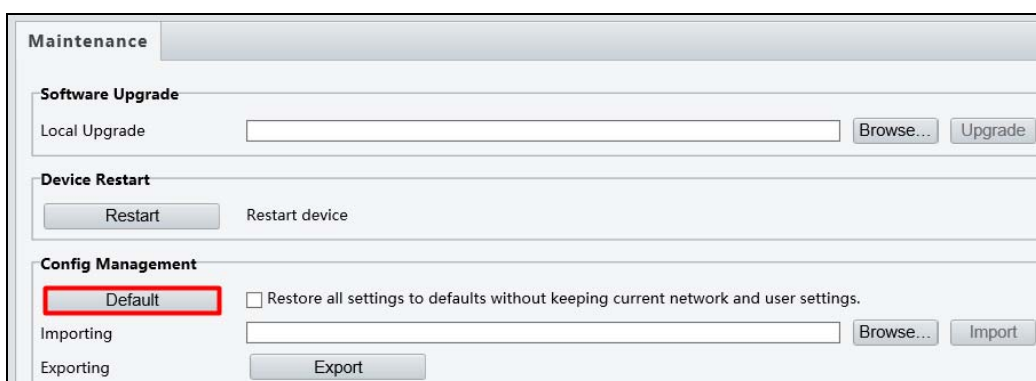 Maintenance
Software Upgrade
Local Upgrade Browse... Upgrade
Device Restart
Restart Restart device
Config Management
Default Restore all settings to defaults without keeping current network and user settings.
Importing Browse... Import
Exporting Export